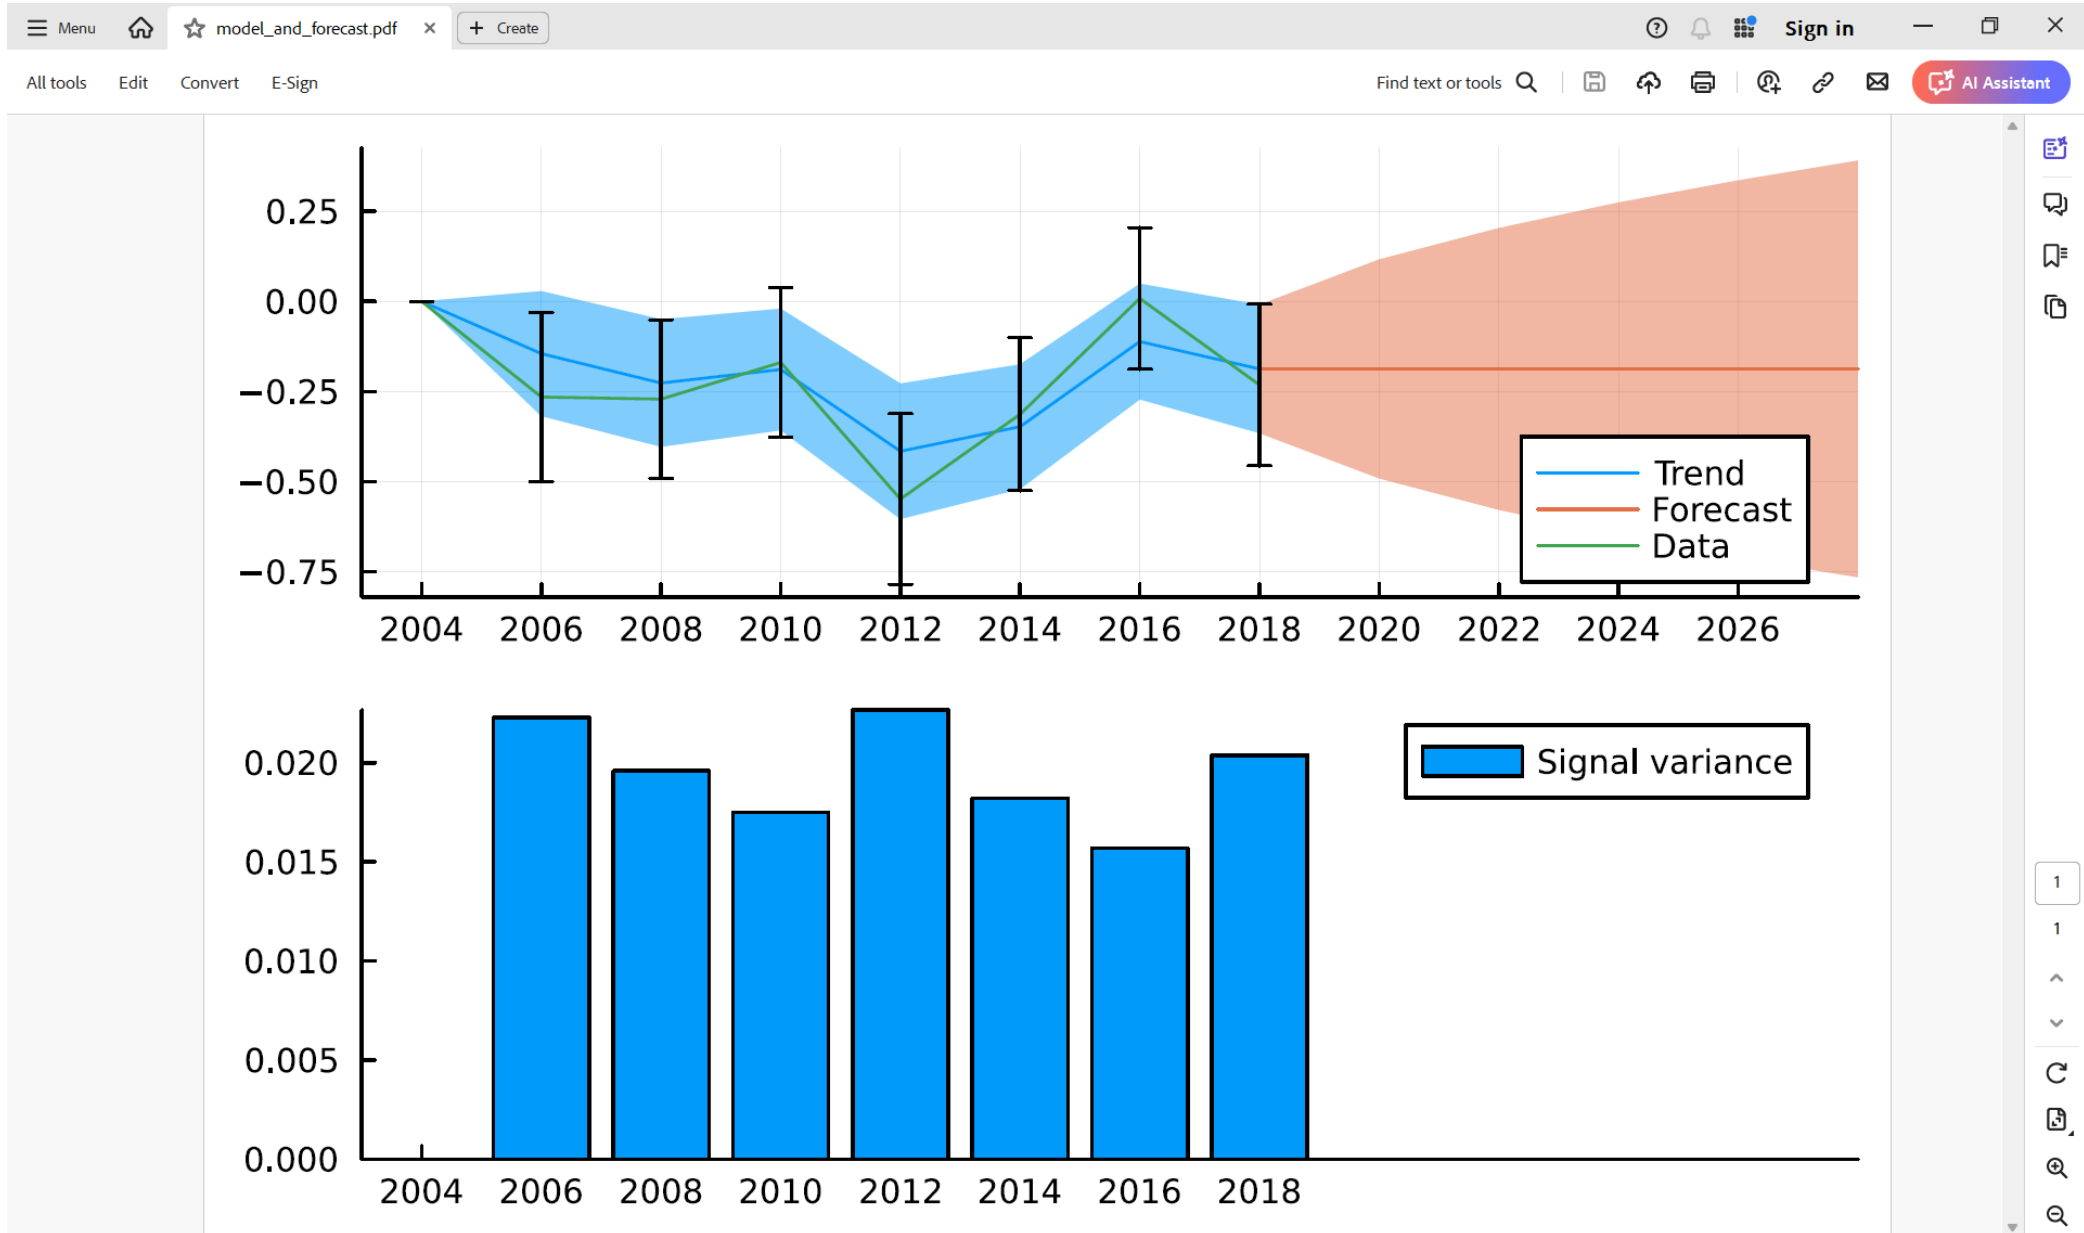 Menu model_and_forecast.pdf Create Sign in
All tools Edit Convert E-Sign Find text or tools AI Assistant
0.25
0.00
−0.25
−0.50
−0.75
Trend
Forecast
Data
2004 2006 2008 2010 2012 2014 2016 2018 2020 2022 2024 2026
0.020
0.015
0.010
0.005
0.000
Signal variance
2004 2006 2008 2010 2012 2014 2016 2018
1
1